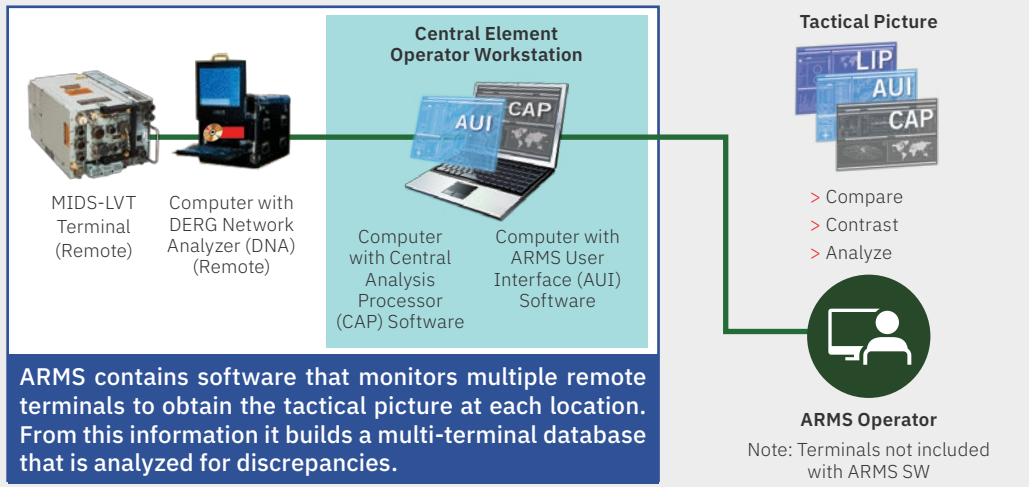 Central Element
Operator Workstation
AUI
CAP
MIDS-LVT
Terminal
(Remote)
Computer with
DERG Network
Analyzer (DNA)
(Remote)
Computer
with Central
Analysis
Processor
(CAP) Software
Computer with
ARMS User
Interface (AUI)
Software
ARMS contains software that monitors multiple remote
terminals to obtain the tactical picture at each location.
From this information it builds a multi-terminal database
that is analyzed for discrepancies.
Tactical Picture
LIP
AUI
CAP
> Compare
> Contrast
> Analyze
ARMS Operator
Note: Terminals not included
with ARMS SW